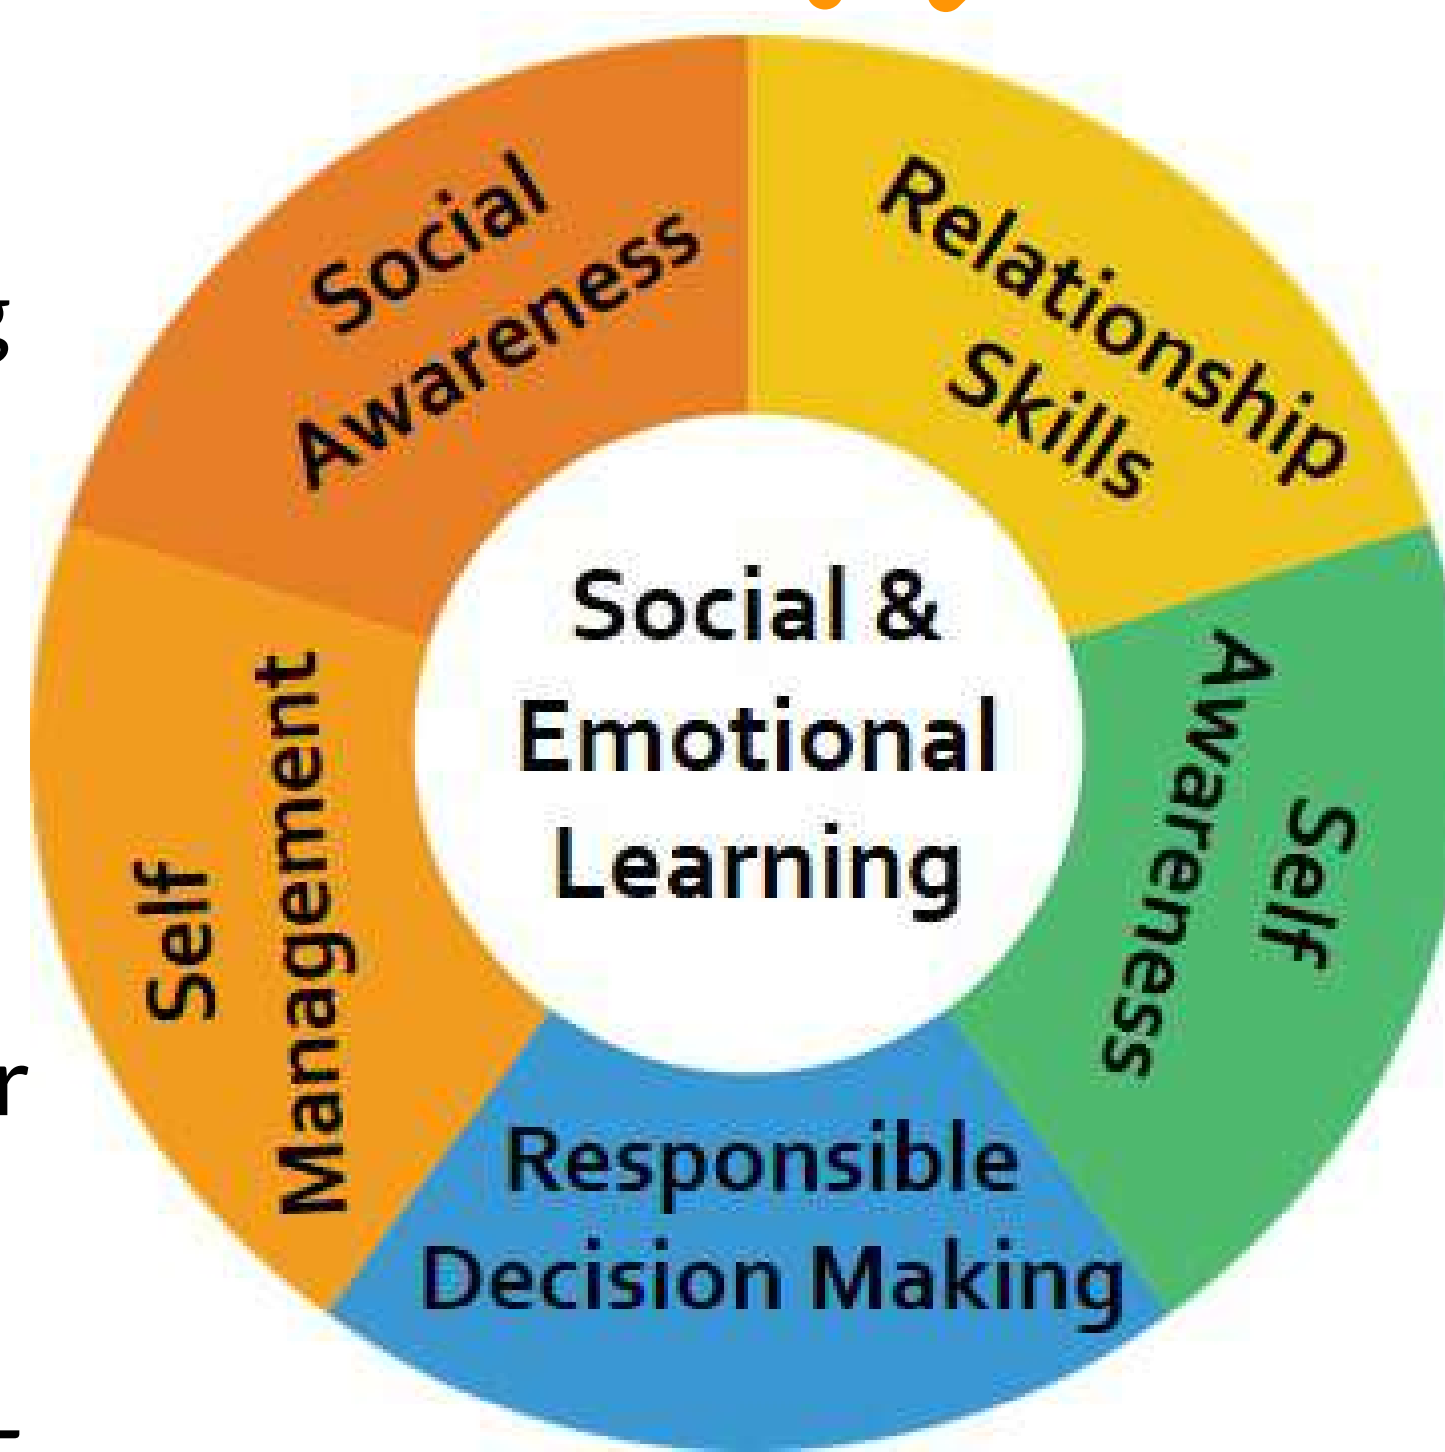 Social
Awareness
Relationship
Skills
Social &
Emotional
Learning
Self
Awareness
Self
Management
Responsible
Decision Making